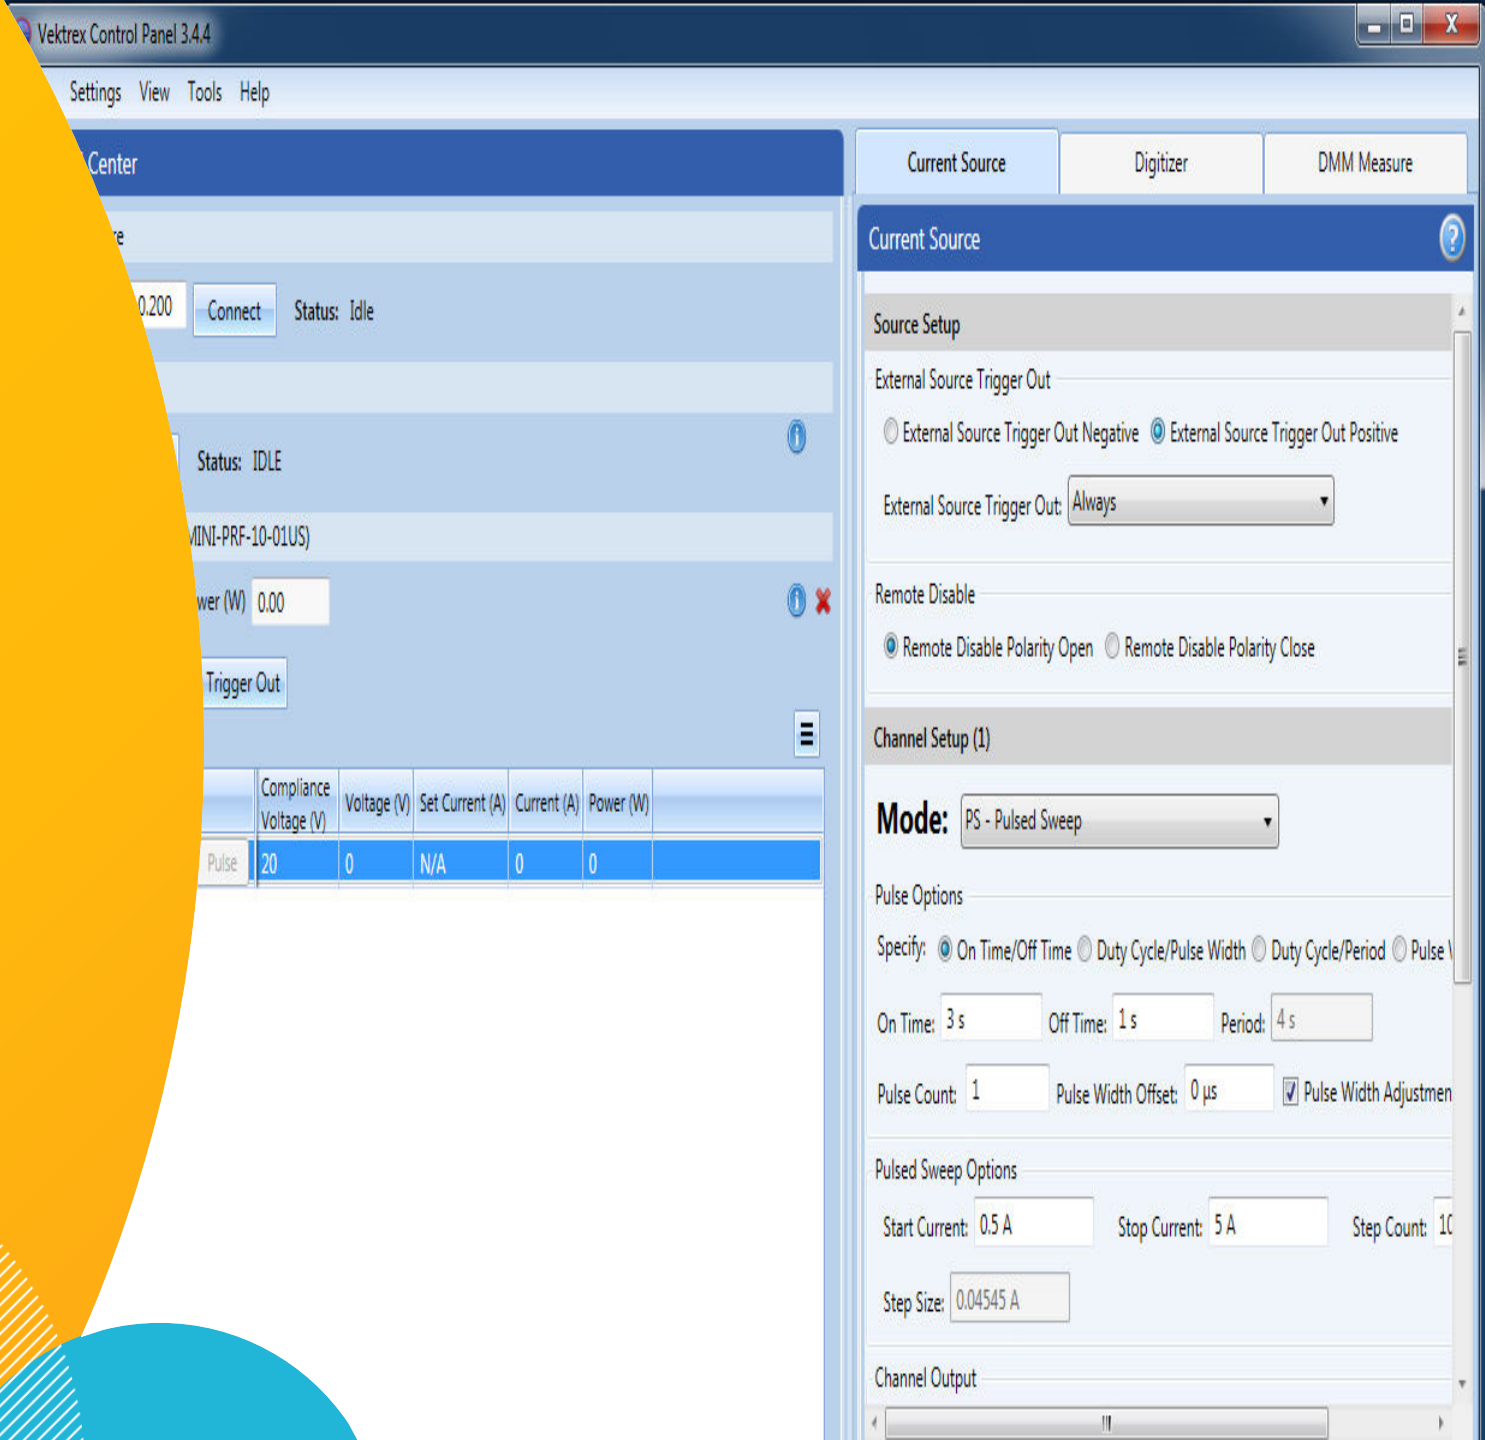 Vektrex Control Panel 3.4.4
Settings View Tools Help
Center
Current Source Digitizer DMM Measure
Current Source
0.200 Connect Status: Idle
Source Setup
External Source Trigger Out
External Source Trigger Out Negative External Source Trigger Out Positive
Status: IDLE
External Source Trigger Out: Always
MINI-PRF-10-01US)
Remote Disable
wer (W) 0.00
Remote Disable Polarity Open Remote Disable Polarity Close
Trigger Out
Channel Setup (1)
Compliance
Voltage (V) Voltage (V) Set Current (A) Current (A) Power (W)
Mode: PS - Pulsed Sweep
Pulse 20 0 N/A 0 0
Pulse Options
Specify: On Time/Off Time Duty Cycle/Pulse Width Duty Cycle/Period Pulse
On Time: 3 s Off Time: 1 s Period: 4 s
Pulse Count: 1 Pulse Width Offset: 0 µs Pulse Width Adjustmen
Pulsed Sweep Options
Start Current: 0.5 A Stop Current: 5 A Step Count: 10
Step Size: 0.04545 A
Channel Output